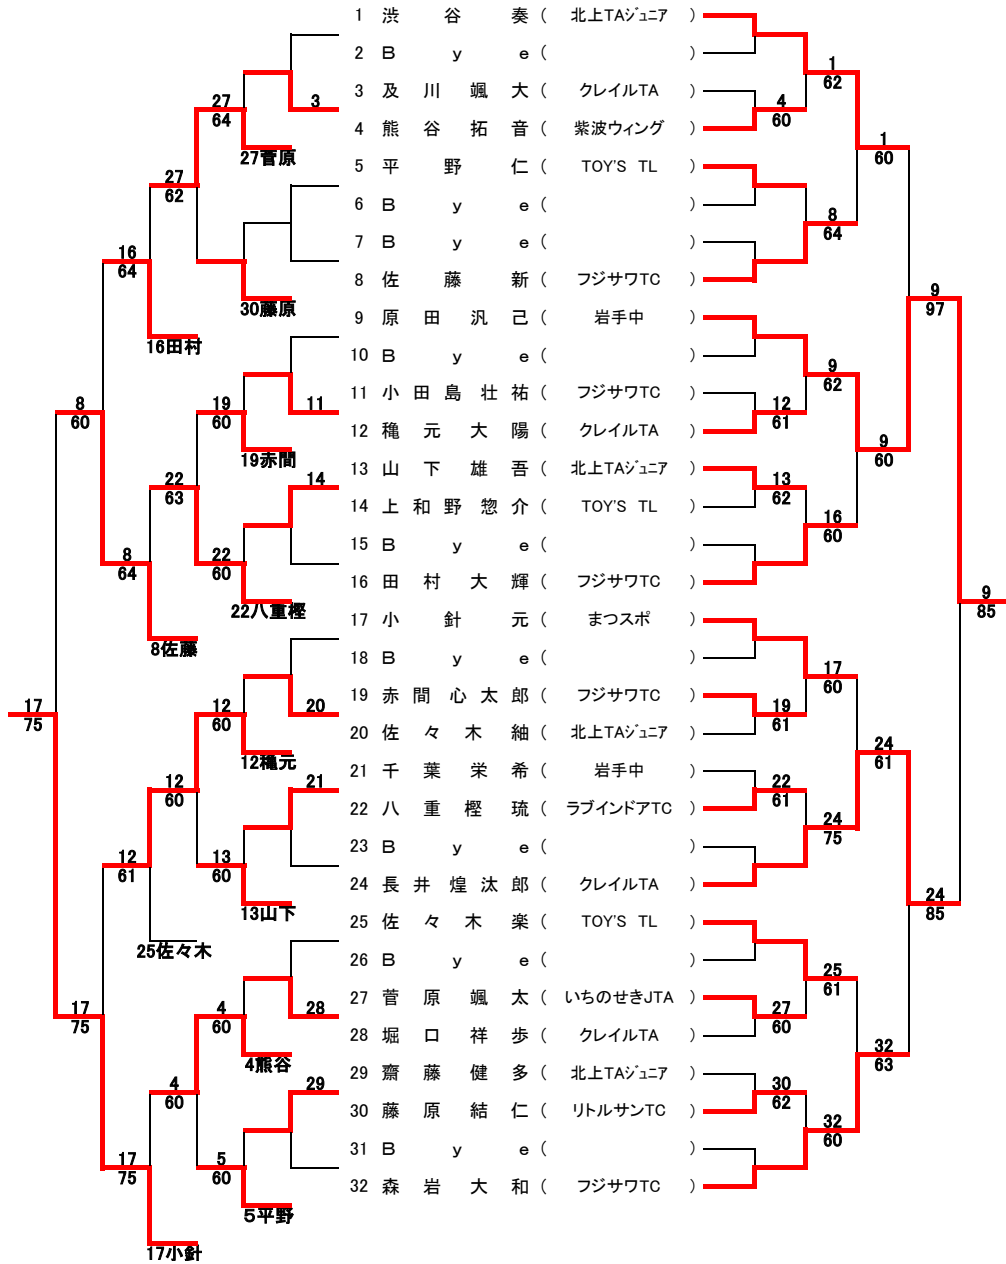 1 渋谷奏 ( 北上TAｼﾞｭﾆｱ )
2 Bye ( )
3 及川颯大 ( クレイルTA )
4 熊谷拓音 ( 紫波ウィング )
5 平野仁 ( TOY'S TL )
6 Bye ( )
7 Bye ( )
8 佐藤新 ( フジサワTC )
9 原田汎己 ( 岩手中 )
10 Bye ( )
11 小田島壮祐 ( フジサワTC )
12 穐元大陽 ( クレイルTA )
13 山下雄吾 ( 北上TAｼﾞｭﾆｱ )
14 上和野惣介 ( TOY'S TL )
15 Bye ( )
16 田村大輝 ( フジサワTC )
17 小針元 ( まつスポ )
18 Bye ( )
19 赤間心太郎 ( フジサワTC )
20 佐々木紬 ( 北上TAｼﾞｭﾆｱ )
21 千葉栄希 ( 岩手中 )
22 八重樫琉 ( ラブインドアTC )
23 Bye ( )
24 長井煌汰郎 ( クレイルTA )
25 佐々木楽 ( TOY'S TL )
26 Bye ( )
27 菅原颯太 ( いちのせきJTA )
28 堀口祥歩 ( クレイルTA )
29 齋藤健多 ( 北上TAｼﾞｭﾆｱ )
30 藤原結仁 ( リトルサンTC )
31 Bye ( )
32 森岩大和 ( フジサワTC )
4
60
12
61
13
62
19
61
22
61
27
60
30
62
1
62
8
64
9
62
16
60
17
60
24
75
25
61
32
60
1
60
9
60
24
61
32
63
9
97
24
85
9
85
3
11
14
20
21
28
29
27
64
27菅原
30藤原
19
60
19赤間
22
60
22八重樫
12
60
12穐元
13
60
13山下
4
60
4熊谷
5
60
5平野
27
62
16田村
22
63
8佐藤
12
60
25佐々木
4
60
17小針
16
64
8
64
12
61
17
75
8
60
17
75
17
75